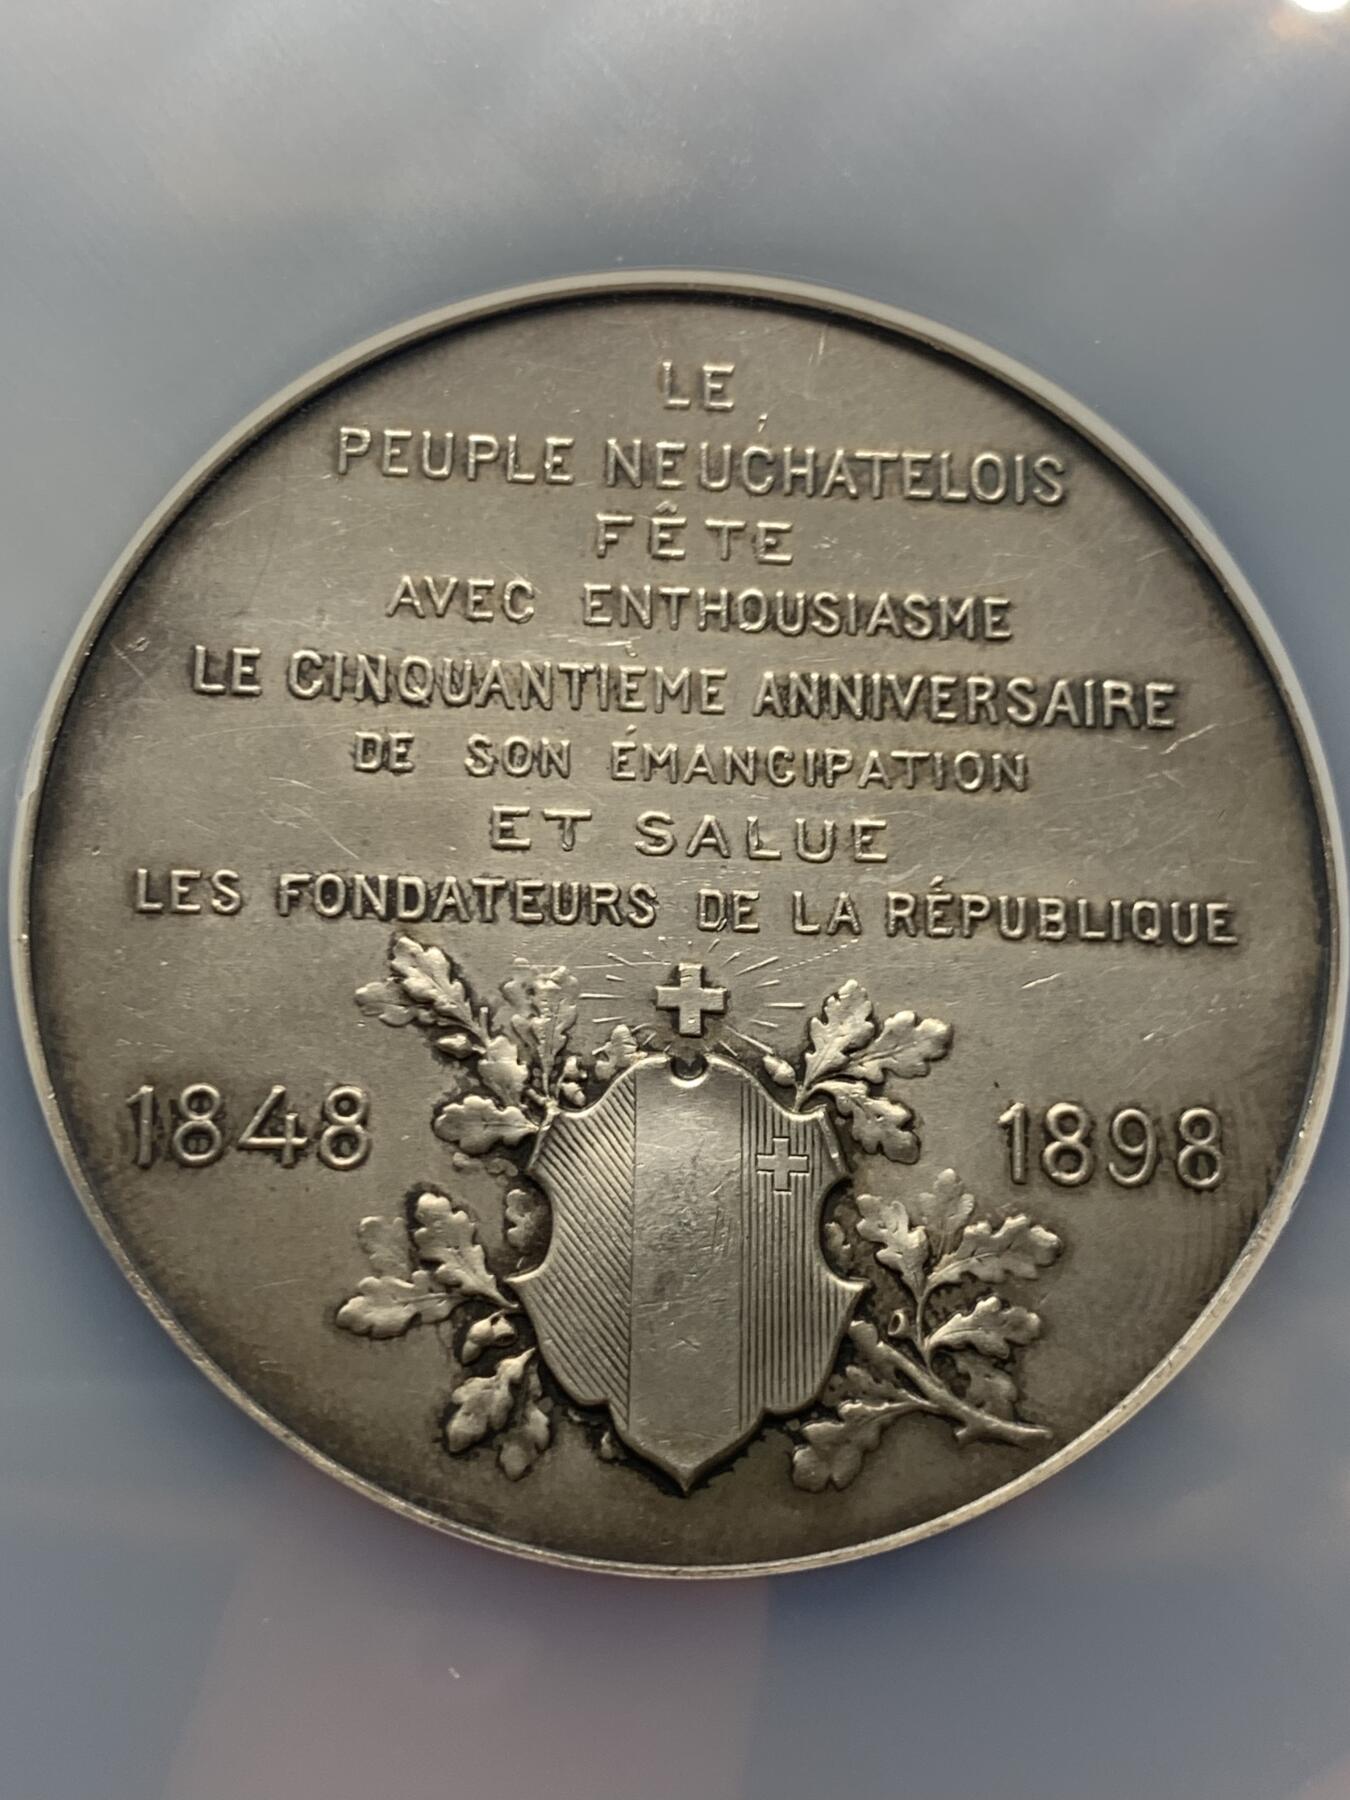 LE
PEUPLE NEUCHATELOIS
FÊTE
AVEC ENTHOUSIASME
LE CINQUANTIÈME ANNIVERSAIRE
DE SON ÉMANCIPATION
ET SALUE
LES FONDATEURS DE LA RÉPUBLIQUE
1848 1898